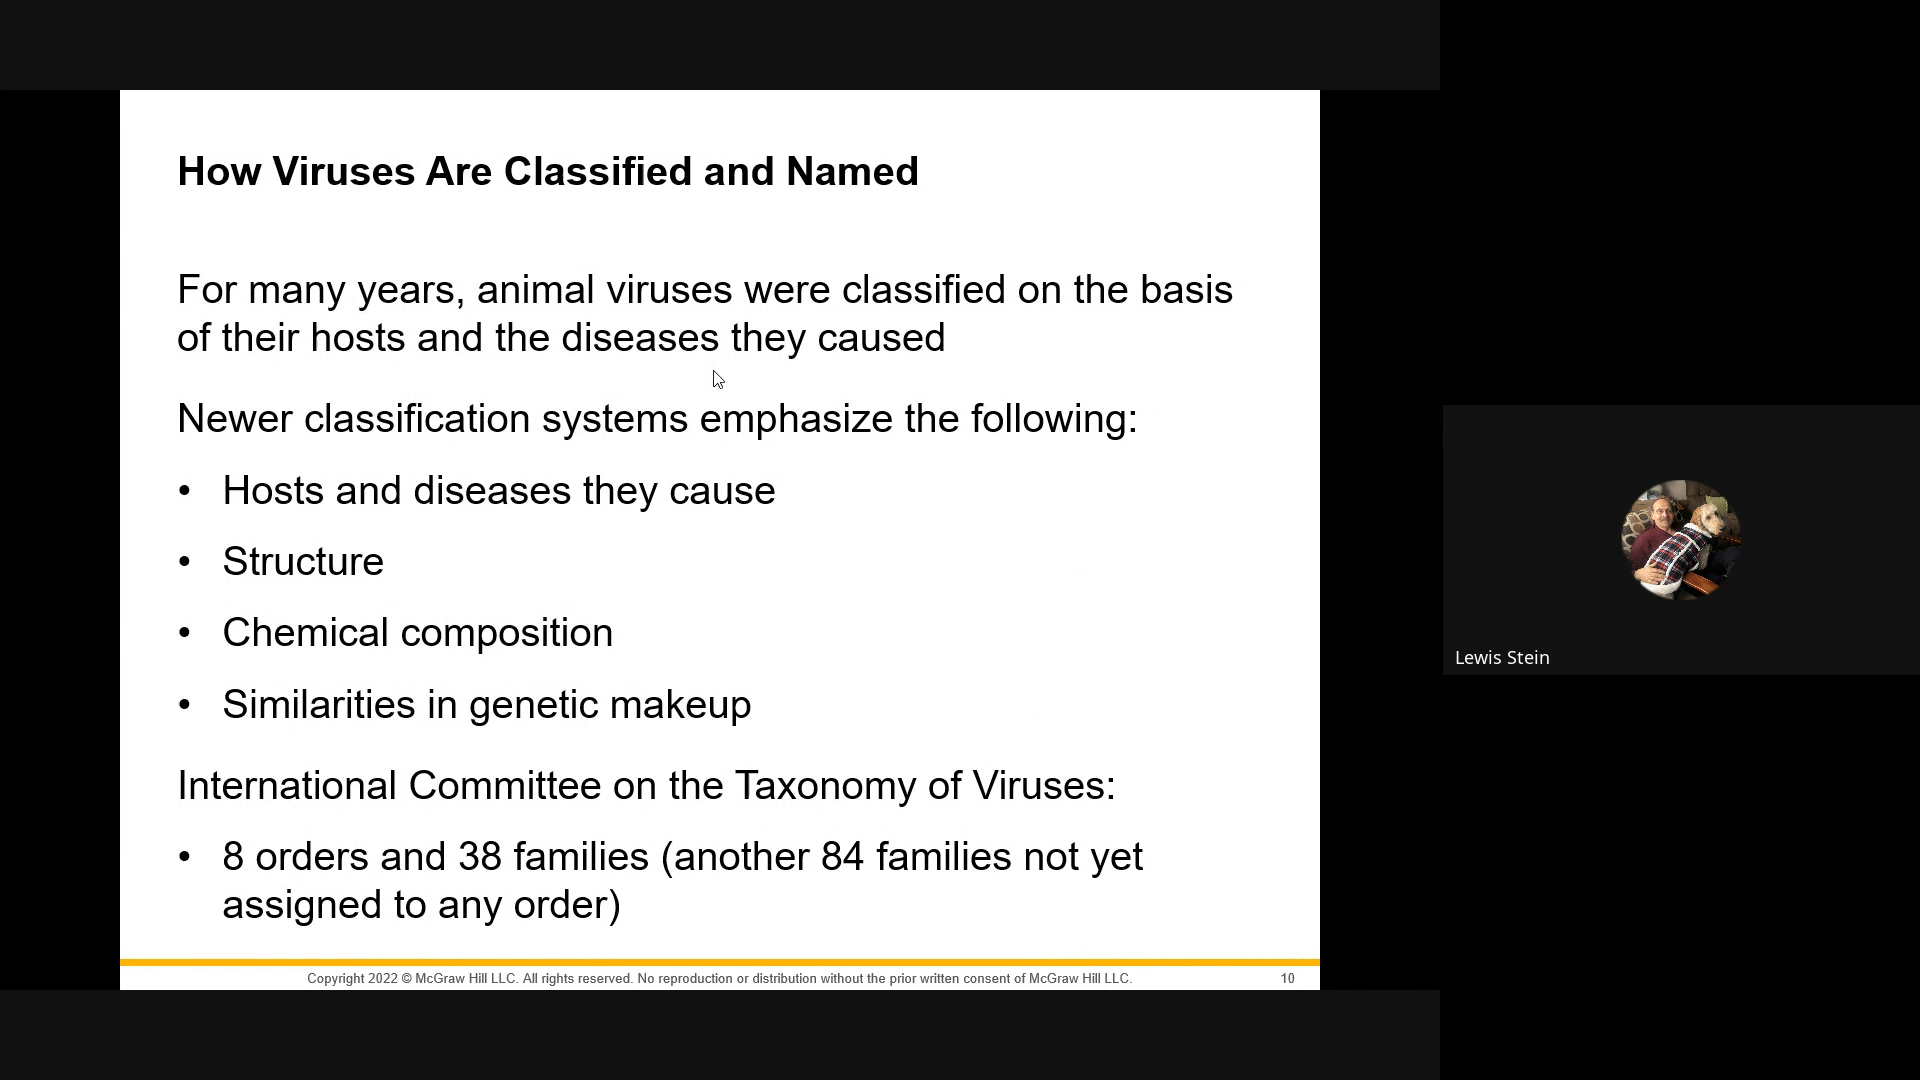 How Viruses Are Classified and Named
For many years, animal viruses were classified on the basis
of their hosts and the diseases they caused
Newer classification systems emphasize the following:
• Hosts and diseases they cause
• Structure
• Chemical composition
• Similarities in genetic makeup
International Committee on the Taxonomy of Viruses:
• 8 orders and 38 families (another 84 families not yet
assigned to any order)
Copyright 2022 © McGraw Hill LLC. All rights reserved. No reproduction or distribution without the prior written consent of McGraw Hill LLC.
10
Lewis Stein